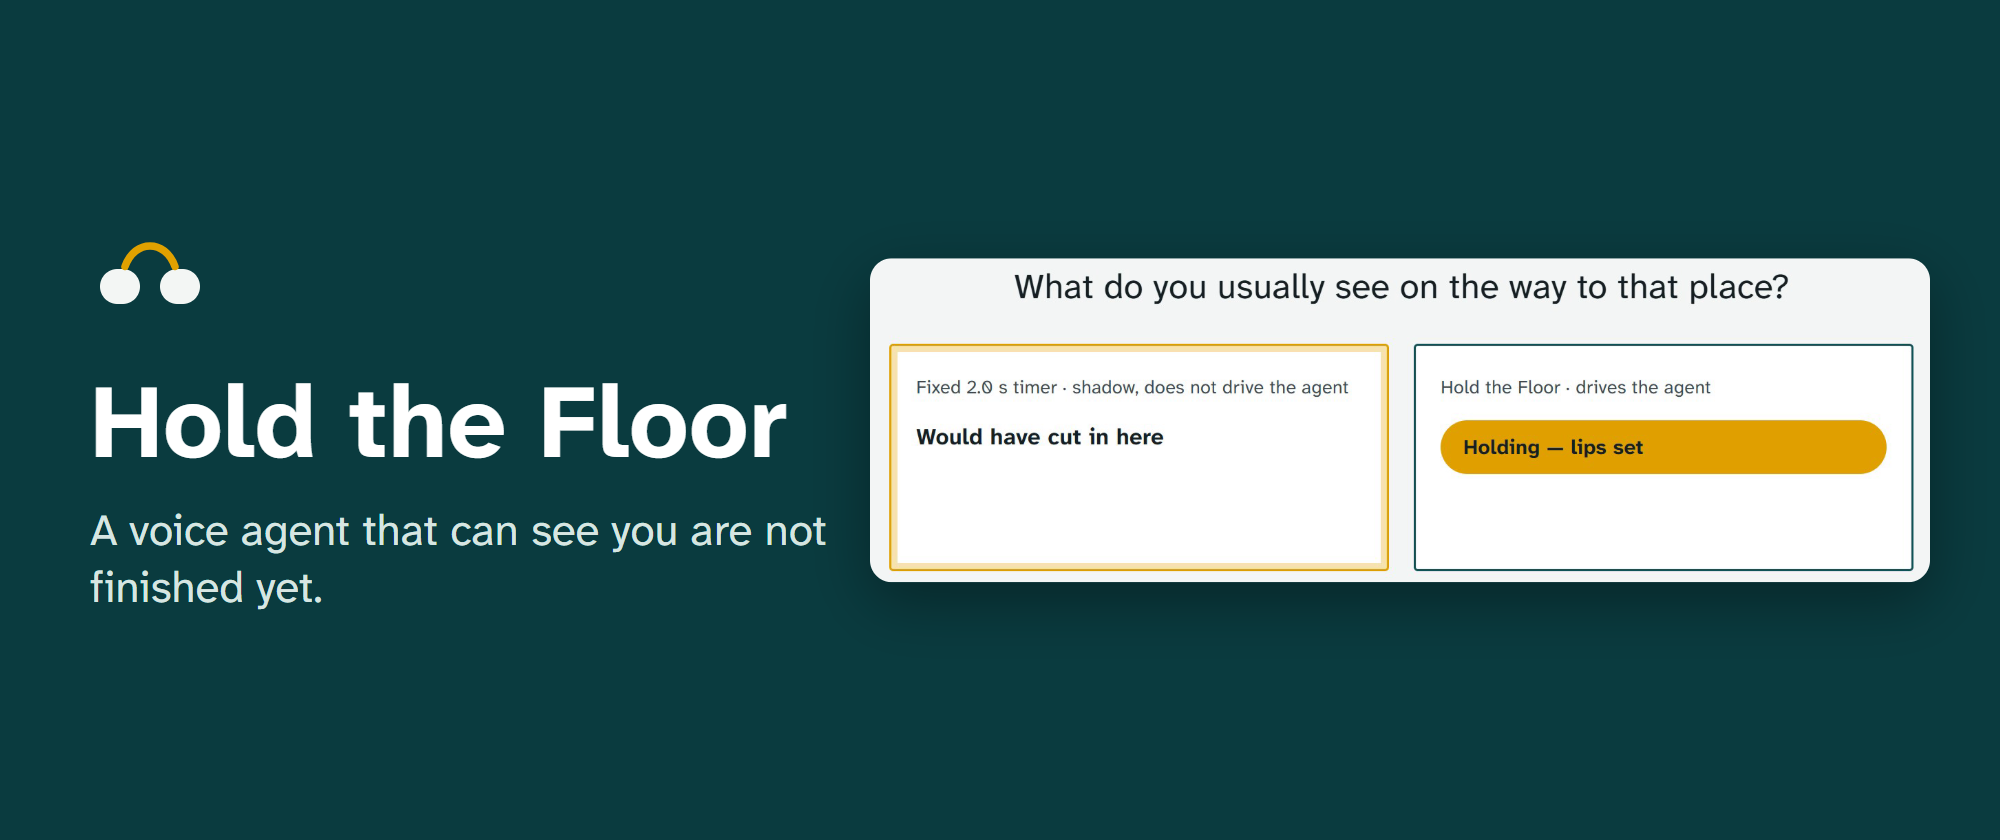 Hold the Floor
A voice agent that can see you are not
finished yet.
What do you usually see on the way to that place?
Fixed 2.0 s timer · shadow, does not drive the agent
Would have cut in here
Hold the Floor · drives the agent
Holding — lips set